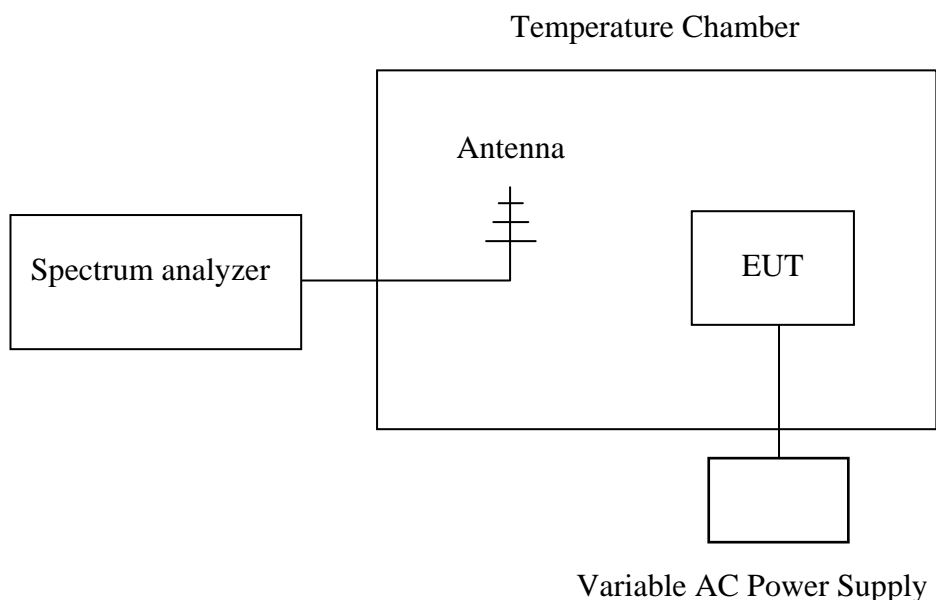 Temperature Chamber
Antenna
Spectrum analyzer
EUT
Variable AC Power Supply